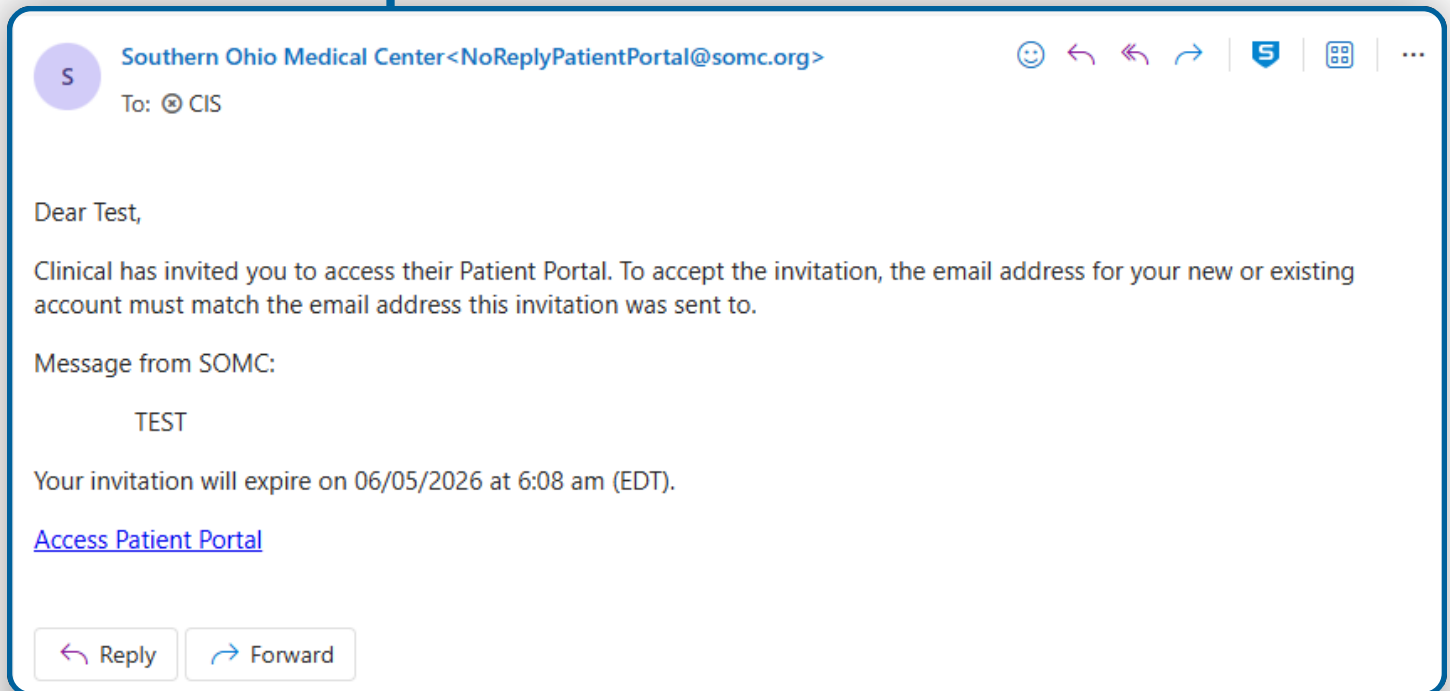 S
Southern Ohio Medical Center<NoReplyPatientPortal@somc.org>
To: CIS
Dear Test,
Clinical has invited you to access their Patient Portal. To accept the invitation, the email address for your new or existing
account must match the email address this invitation was sent to.
Message from SOMC:
TEST
Your invitation will expire on 06/05/2026 at 6:08 am (EDT).
Access Patient Portal
Reply Forward